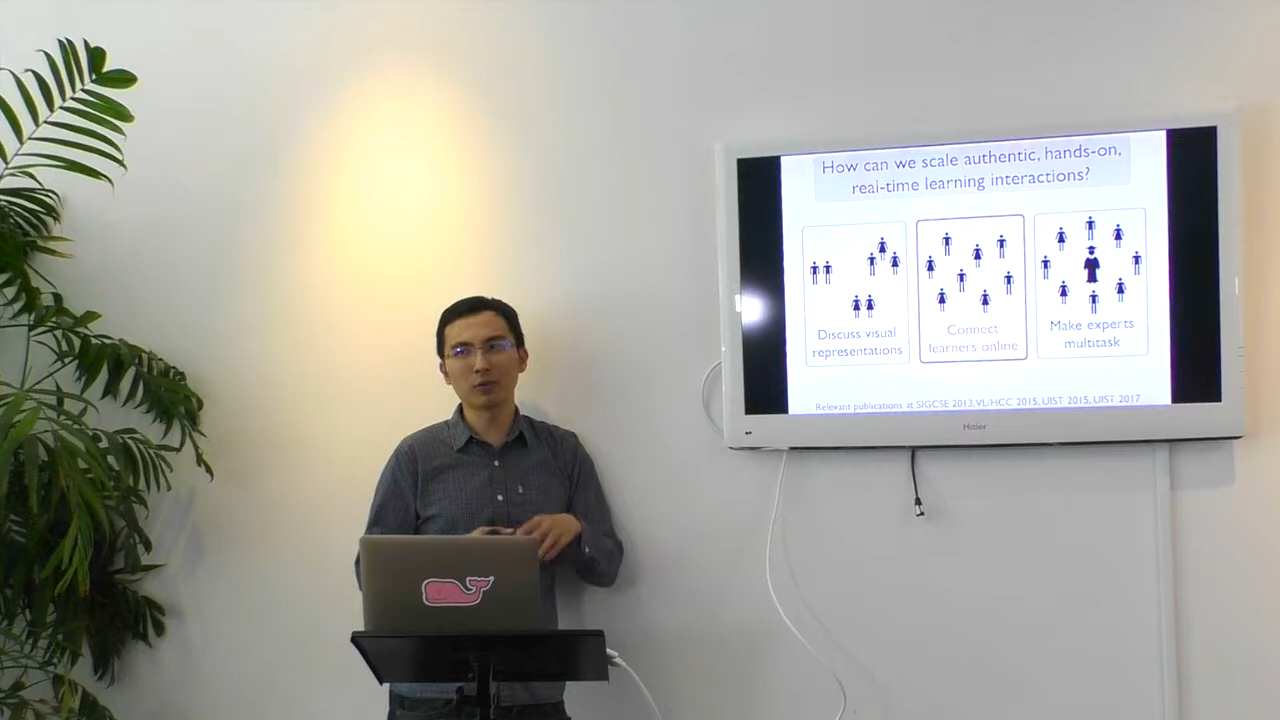 How can we scale authentic, hands-on,
real-time learning interactions?
Discuss visual
representations
Connect
learners online
Make experts
multitask
Relevant publications at SIGCSE 2013, VL/HCC 2015, UIST 2015, UIST 2017
Haier